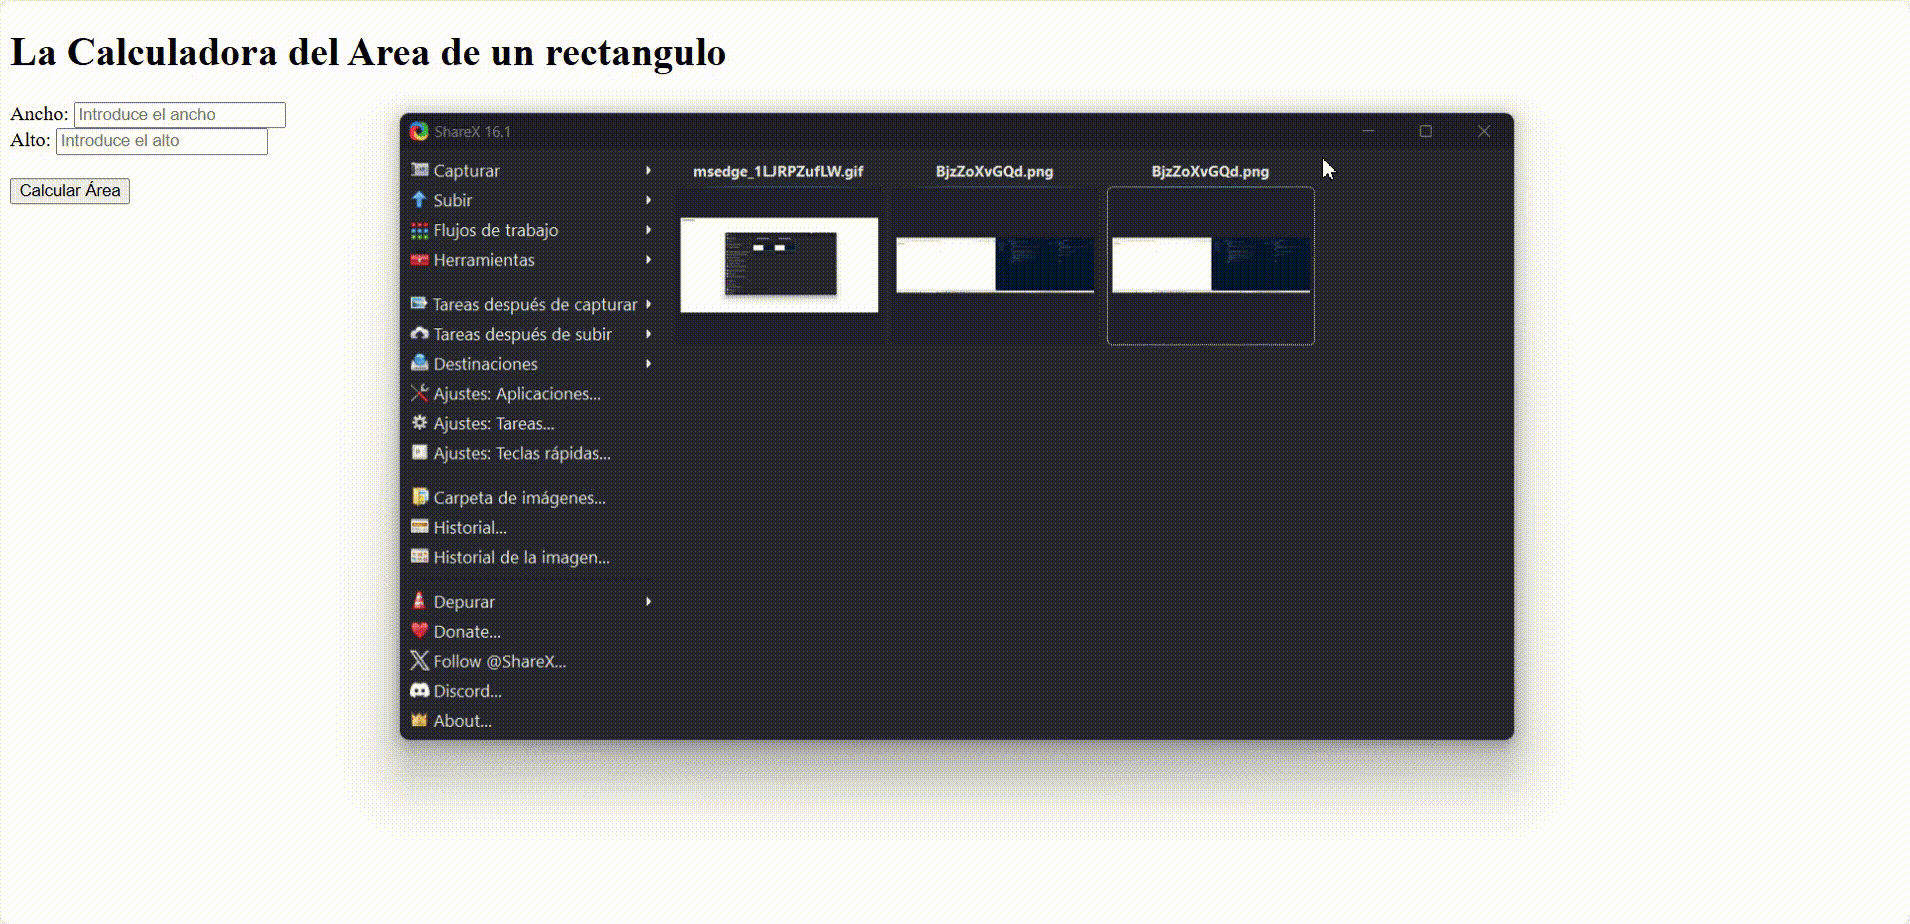 La Calculadora del Area de un rectangulo
Ancho: Introduce el ancho
Alto: Introduce el alto
Calcular Área
ShareX 16.1
Capturar
Subir
Flujos de trabajo
Herramientas
Tareas después de capturar
Tareas después de subir
Destinaciones
Ajustes: Aplicaciones...
Ajustes: Tareas...
Ajustes: Teclas rápidas...
Carpeta de imágenes...
Historial...
Historial de la imagen...
Depurar
Donate...
Follow @ShareX...
Discord...
About...
msedge_1LJRPZufLW.gif
BjzZoXvGQd.png
BjzZoXvGQd.png